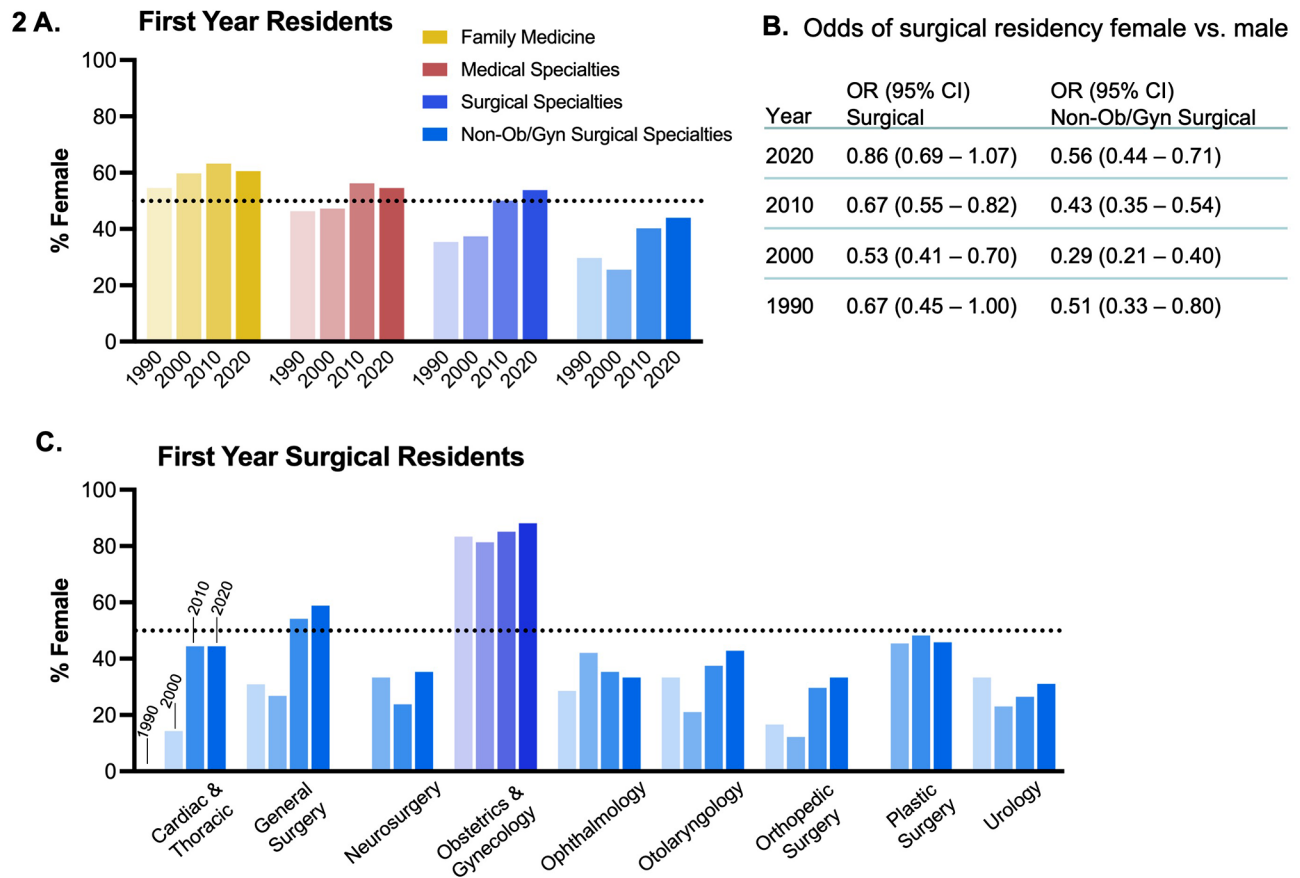 2 A.
First Year Residents
Family Medicine
Medical Specialties
Surgical Specialties
Non-Ob/Gyn Surgical Specialties
% Female
100
80
60
40
20
0
1990 2000 2010 2020 1990 2000 2010 2020 1990 2000 2010 2020 1990 2000 2010 2020
B. Odds of surgical residency female vs. male
Year OR (95% CI) Surgical OR (95% CI) Non-Ob/Gyn Surgical
2020 0.86 (0.69 – 1.07) 0.56 (0.44 – 0.71)
2010 0.67 (0.55 – 0.82) 0.43 (0.35 – 0.54)
2000 0.53 (0.41 – 0.70) 0.29 (0.21 – 0.40)
1990 0.67 (0.45 – 1.00) 0.51 (0.33 – 0.80)
C.
First Year Surgical Residents
% Female
100
80
60
40
20
0
1990 2000 2010 2020
Cardiac &
Thoracic
General
Surgery
Neurosurgery
Obstetrics &
Gynecology
Ophthalmology
Otolaryngology
Orthopedic
Surgery
Plastic
Surgery
Urology